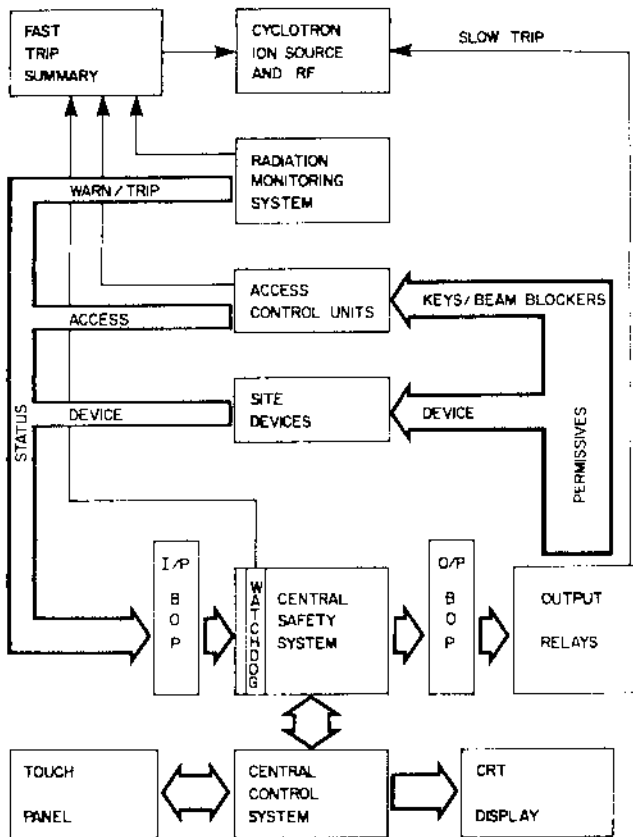 FAST
TRIP
SUMMARY
CYCLOTRON
ION SOURCE
AND RF
SLOW TRIP
RADIATION
MONITORING
SYSTEM
WARN/TRIP
ACCESS
CONTROL UNITS
KEYS/BEAM BLOCKERS
ACCESS
SITE
DEVICES
DEVICE
DEVICE
STATUS
PERMISSIVES
I/P
B
O
P
WATCHDOG
CENTRAL
SAFETY
SYSTEM
O/P
B
O
P
OUTPUT
RELAYS
TOUCH
PANEL
CENTRAL
CONTROL
SYSTEM
CRT
DISPLAY